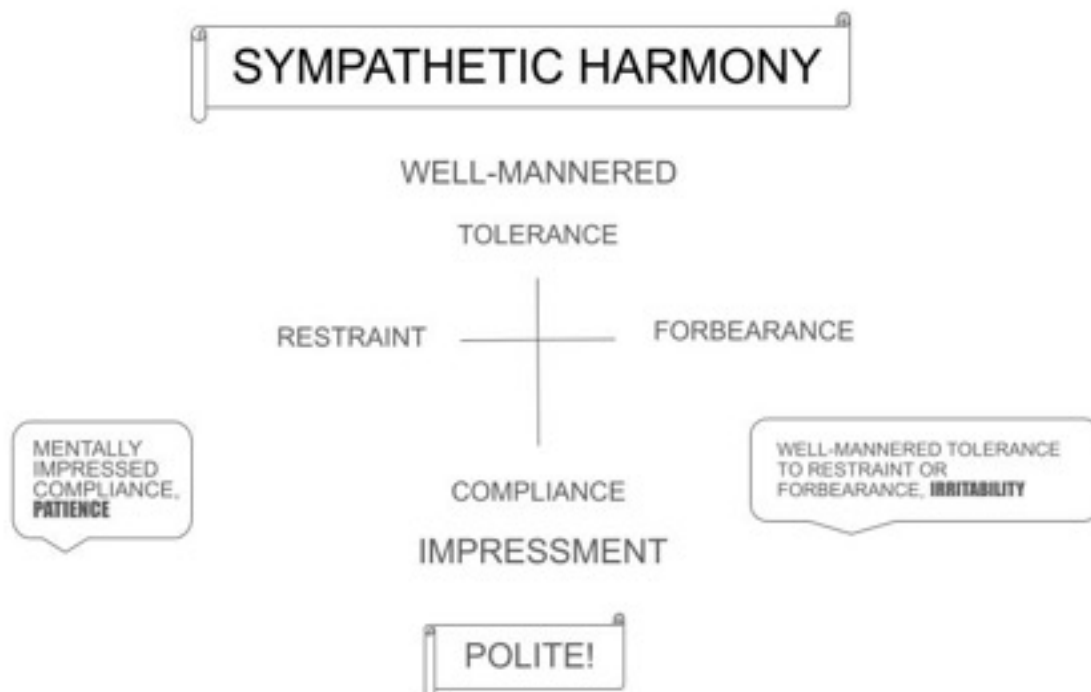 SYMPATHETIC HARMONY
WELL-MANNERED
TOLERANCE
RESTRAINT
FORBEARANCE
MENTALLY
IMPRESSED
COMPLIANCE,
PATIENCE
WELL-MANNERED TOLERANCE
TO RESTRAINT OR
FORBEARANCE, IRRITABILITY
COMPLIANCE
IMPRESSMENT
POLITE!